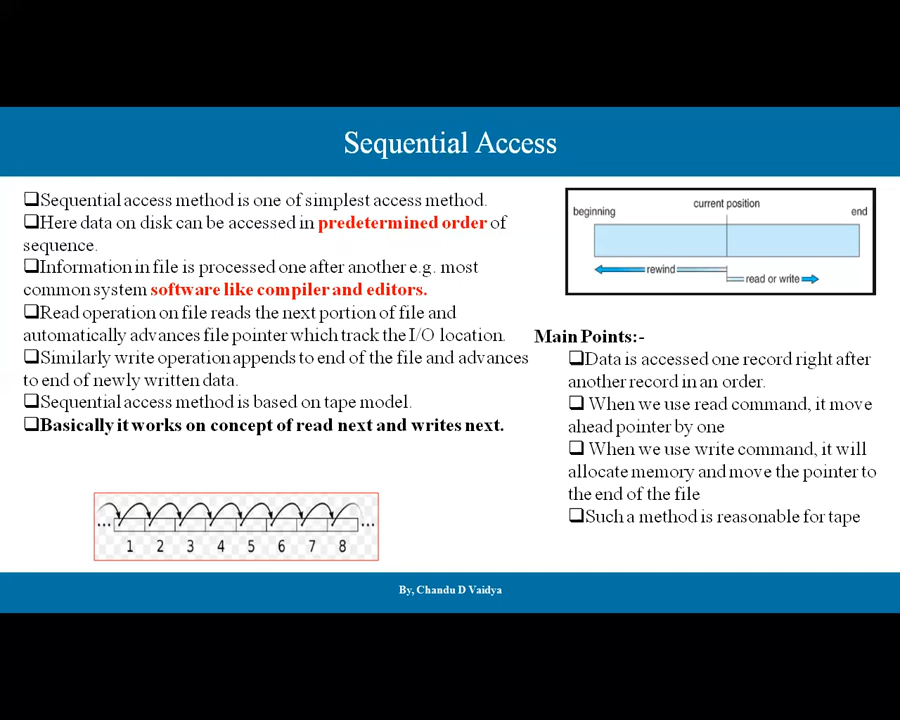 Sequential Access
❑Sequential access method is one of simplest access method.
❑Here data on disk can be accessed in predetermined order of
sequence.
❑Information in file is processed one after another e.g. most
common system software like compiler and editors.
❑Read operation on file reads the next portion of file and
automatically advances file pointer which track the I/O location.
❑Similarly write operation appends to end of the file and advances
to end of newly written data.
❑Sequential access method is based on tape model.
❑Basically it works on concept of read next and writes next.
... 1 2 3 4 5 6 7 8 ...
beginning current position end
rewind
read or write
Main Points:-
❑Data is accessed one record right after
another record in an order.
❑ When we use read command, it move
ahead pointer by one
❑ When we use write command, it will
allocate memory and move the pointer to
the end of the file
❑Such a method is reasonable for tape
By, Chandu D Vaidya